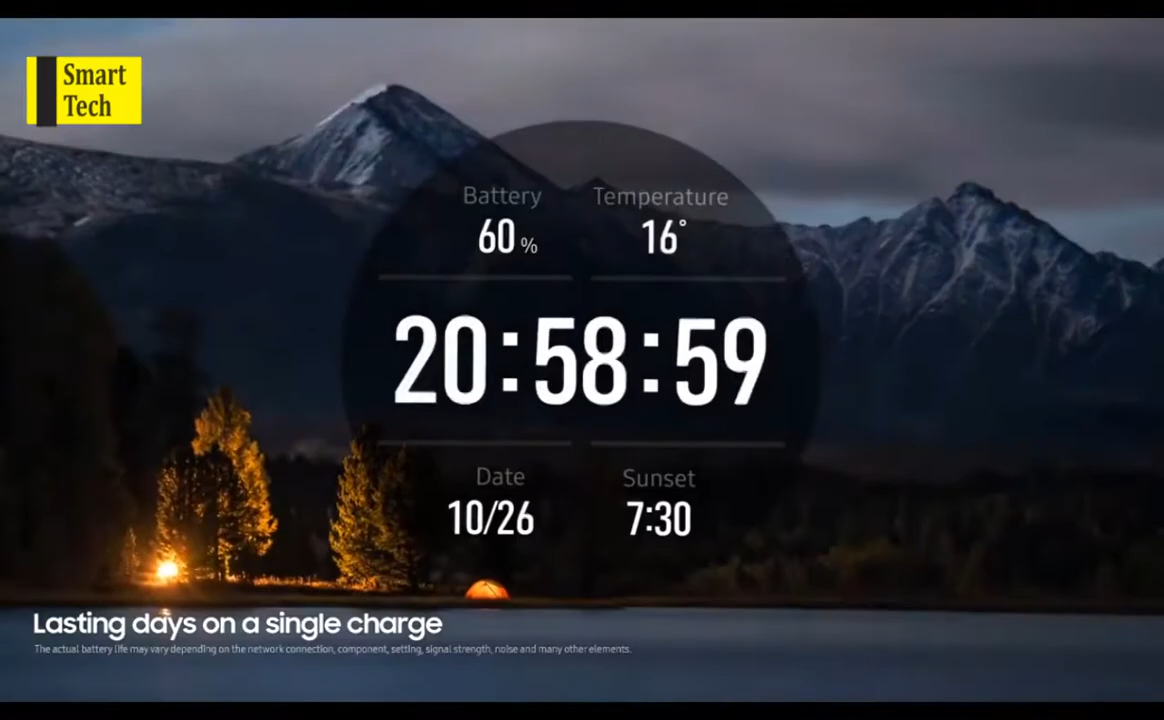 Smart
Tech
Battery Temperature
60 % 16°
20:58:59
Date Sunset
10/26 7:30
Lasting days on a single charge
The actual battery life may vary depending on the network connection, component, setting, signal strength, noise and many other elements.